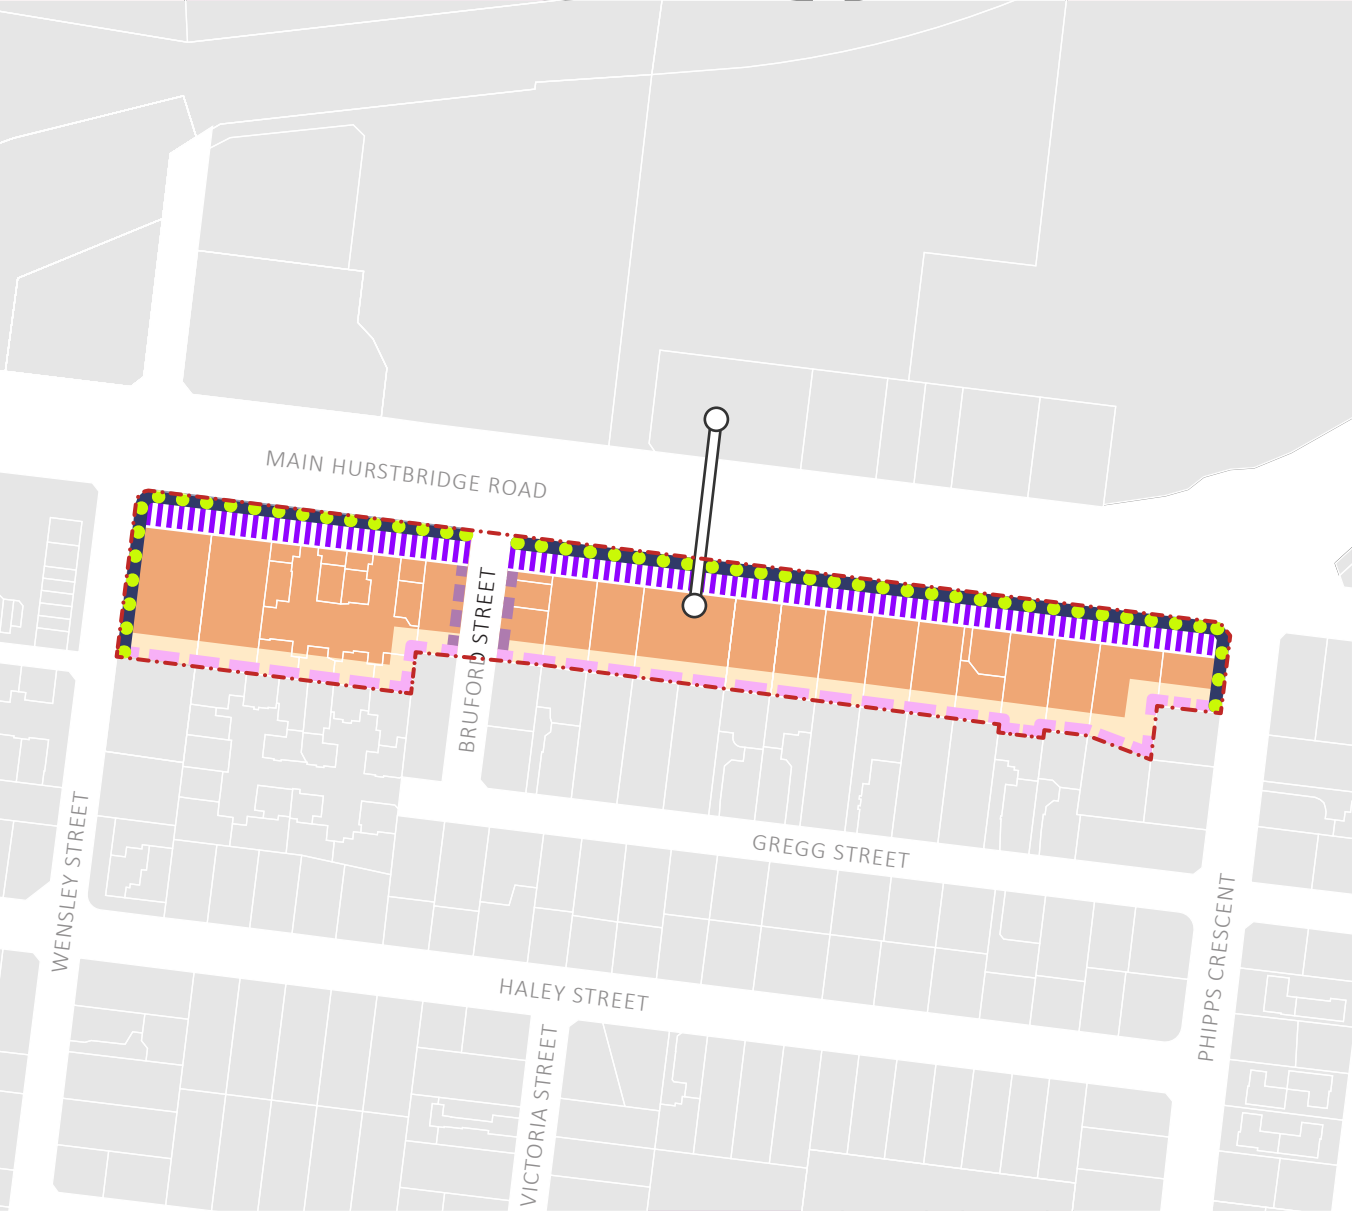 MAIN HURSTBRIDGE ROAD
BRUFORD STREET
WENSLEY STREET
GREGG STREET
PHIPPS CRESCENT
HALEY STREET
VICTORIA STREET